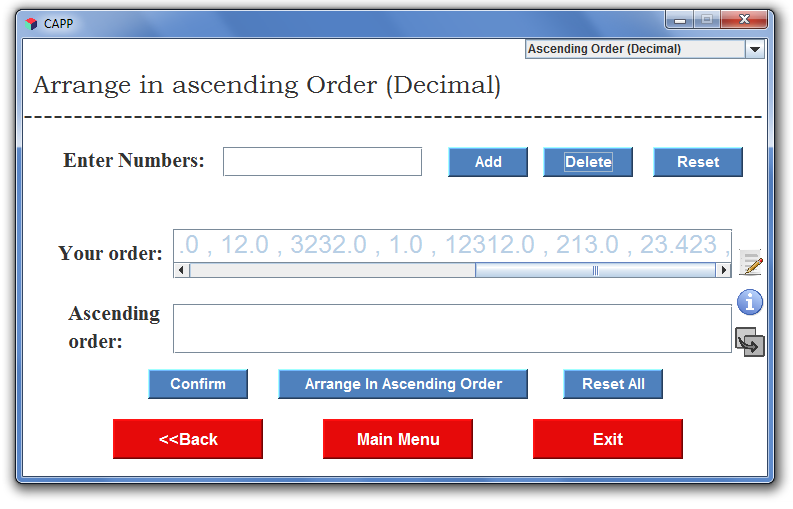 CAPP
Ascending Order (Decimal)
Arrange in ascending Order (Decimal)
Enter Numbers:
Add
Delete
Reset
Your order:
.0 , 12.0 , 3232.0 , 1.0 , 12312.0 , 213.0 , 23.423 ,
Ascending
order:
Confirm
Arrange In Ascending Order
Reset All
<<Back
Main Menu
Exit